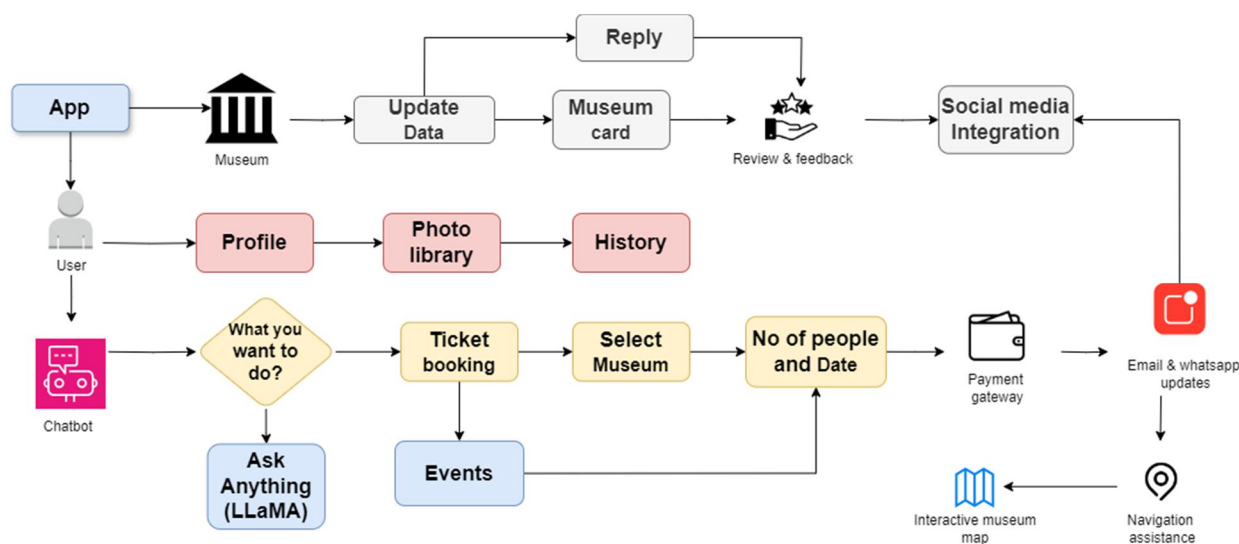 Reply
App
Update
Data
Museum
card
Social media
Integration
Museum
Review & feedback
Profile
Photo
library
History
User
What you
want to
do?
Ticket
booking
Select
Museum
No of people
and Date
Payment
gateway
Email & whatsapp
updates
Chatbot
Ask
Anything
(LLaMA)
Events
Interactive museum
map
Navigation
assistance